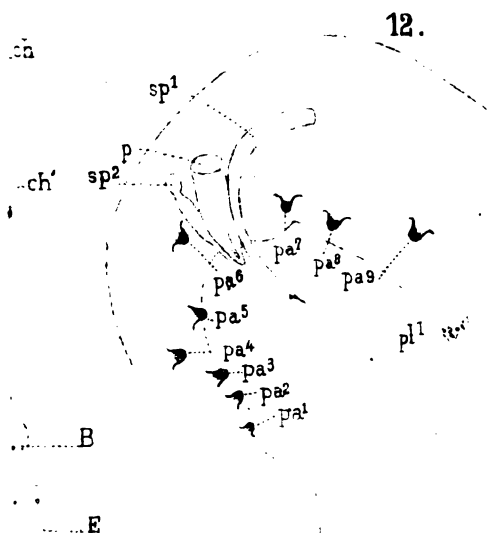 12.
ch
sp¹
p
sp²
ch'
pa⁷
pa⁸
pa⁹
pa⁶
pa⁵
pl¹
pa⁴
pa³
pa²
pa¹
B
E